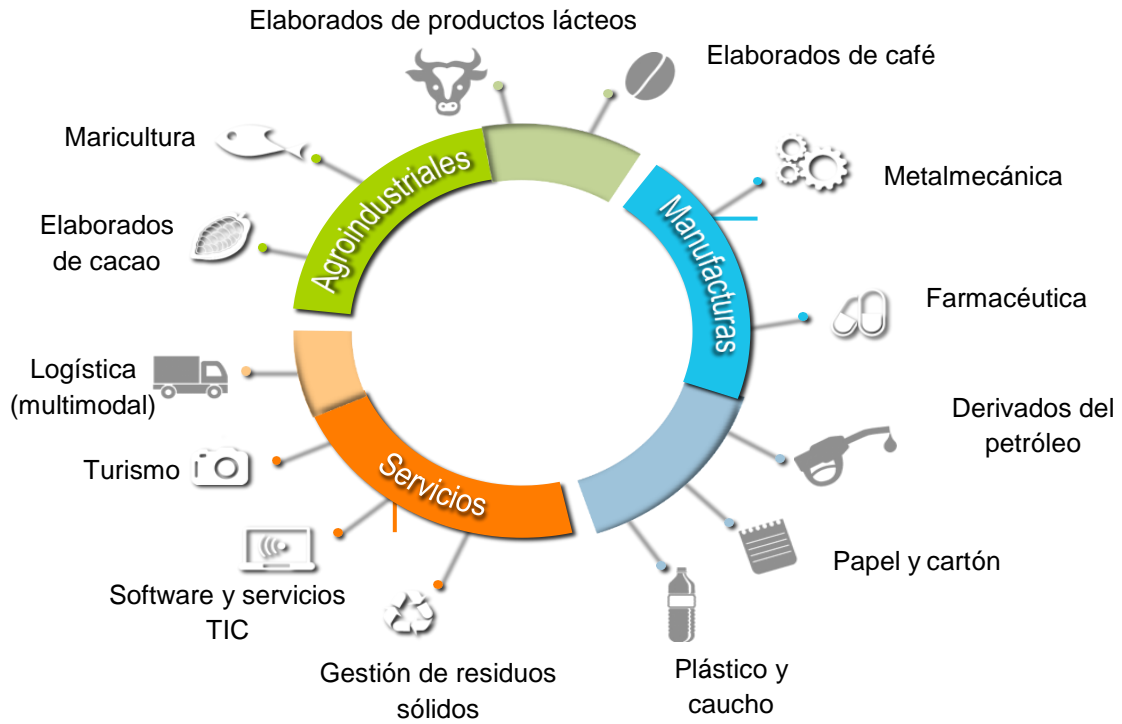 Elaborados de productos lácteos
Elaborados de café
Maricultura
Metalmecánica
Agroindustriales
Manufacturas
Elaborados
de cacao
Farmacéutica
Logística
(multimodal)
Derivados del
petróleo
Turismo
Servicios
Papel y cartón
Software y servicios
TIC
Gestión de residuos
sólidos
Plástico y
caucho